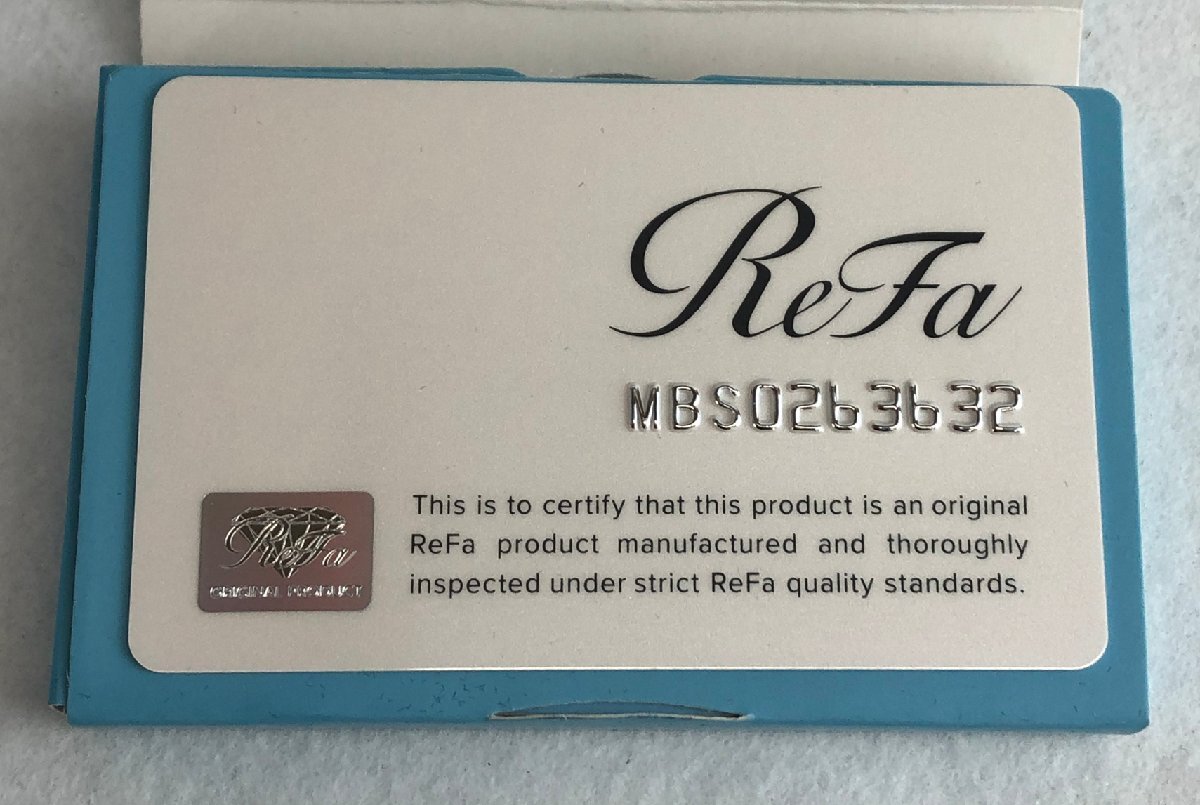 ReFa
MBS0263632
This is to certify that this product is an original
ReFa product manufactured and thoroughly
inspected under strict ReFa quality standards.
ReFa
ORIGINAL PRODUCT